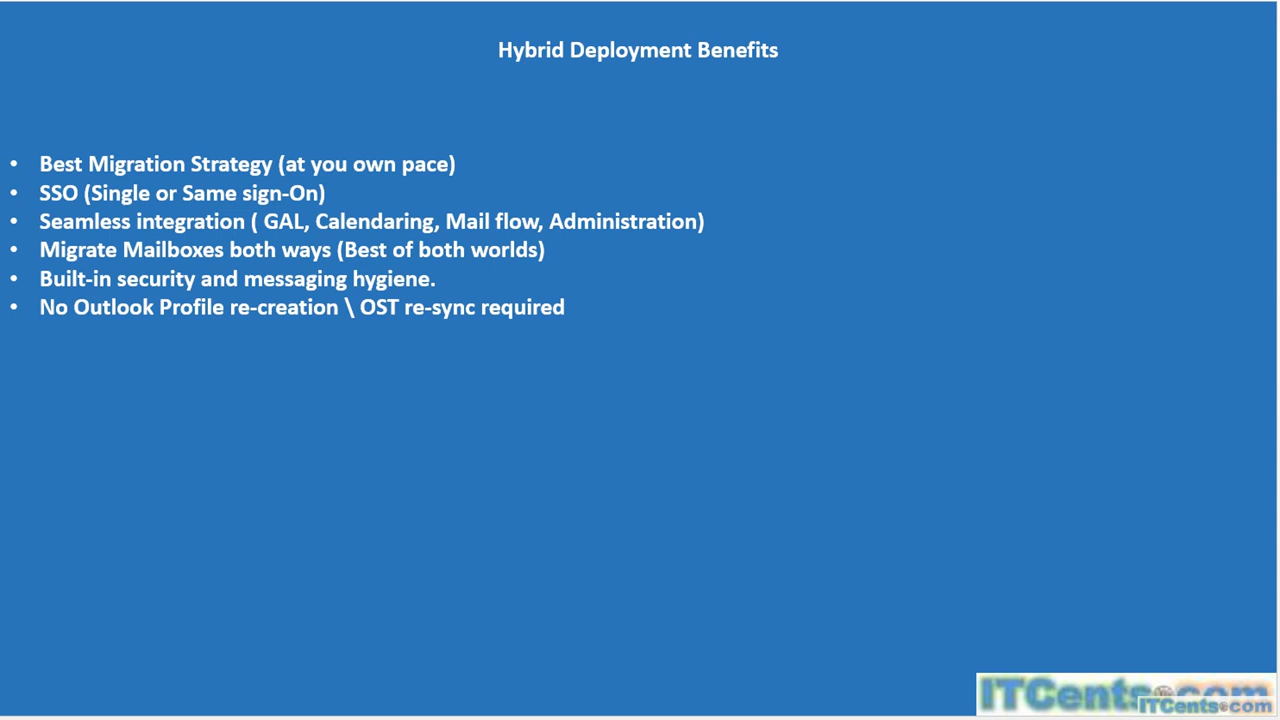 Hybrid Deployment Benefits
• Best Migration Strategy (at you own pace)
• SSO (Single or Same sign-On)
• Seamless integration ( GAL, Calendaring, Mail flow, Administration)
• Migrate Mailboxes both ways (Best of both worlds)
• Built-in security and messaging hygiene.
• No Outlook Profile re-creation \ OST re-sync required
ITCents.com
ITCents.com